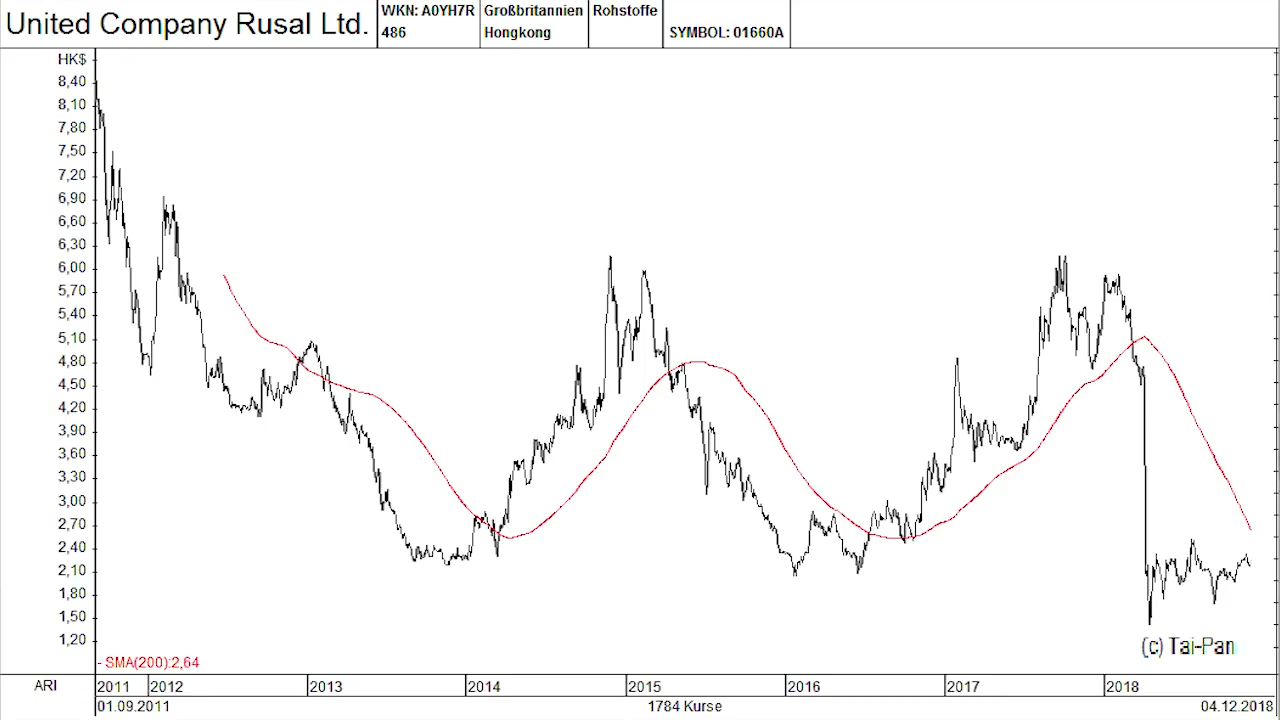 United Company Rusal Ltd.
WKN: A0YH7R
486
Großbritannien
Hongkong
Rohstoffe
SYMBOL: 01660A
HK$
8,40
8,10
7,80
7,50
7,20
6,90
6,60
6,30
6,00
5,70
5,40
5,10
4,80
4,50
4,20
3,90
3,60
3,30
3,00
2,70
2,40
2,10
1,80
1,50
1,20
(c) Tai-Pan
- SMA(200):2,64
ARI
2011 2012 2013 2014 2015 2016 2017 2018
01.09.2011 1784 Kurse 04.12.2018